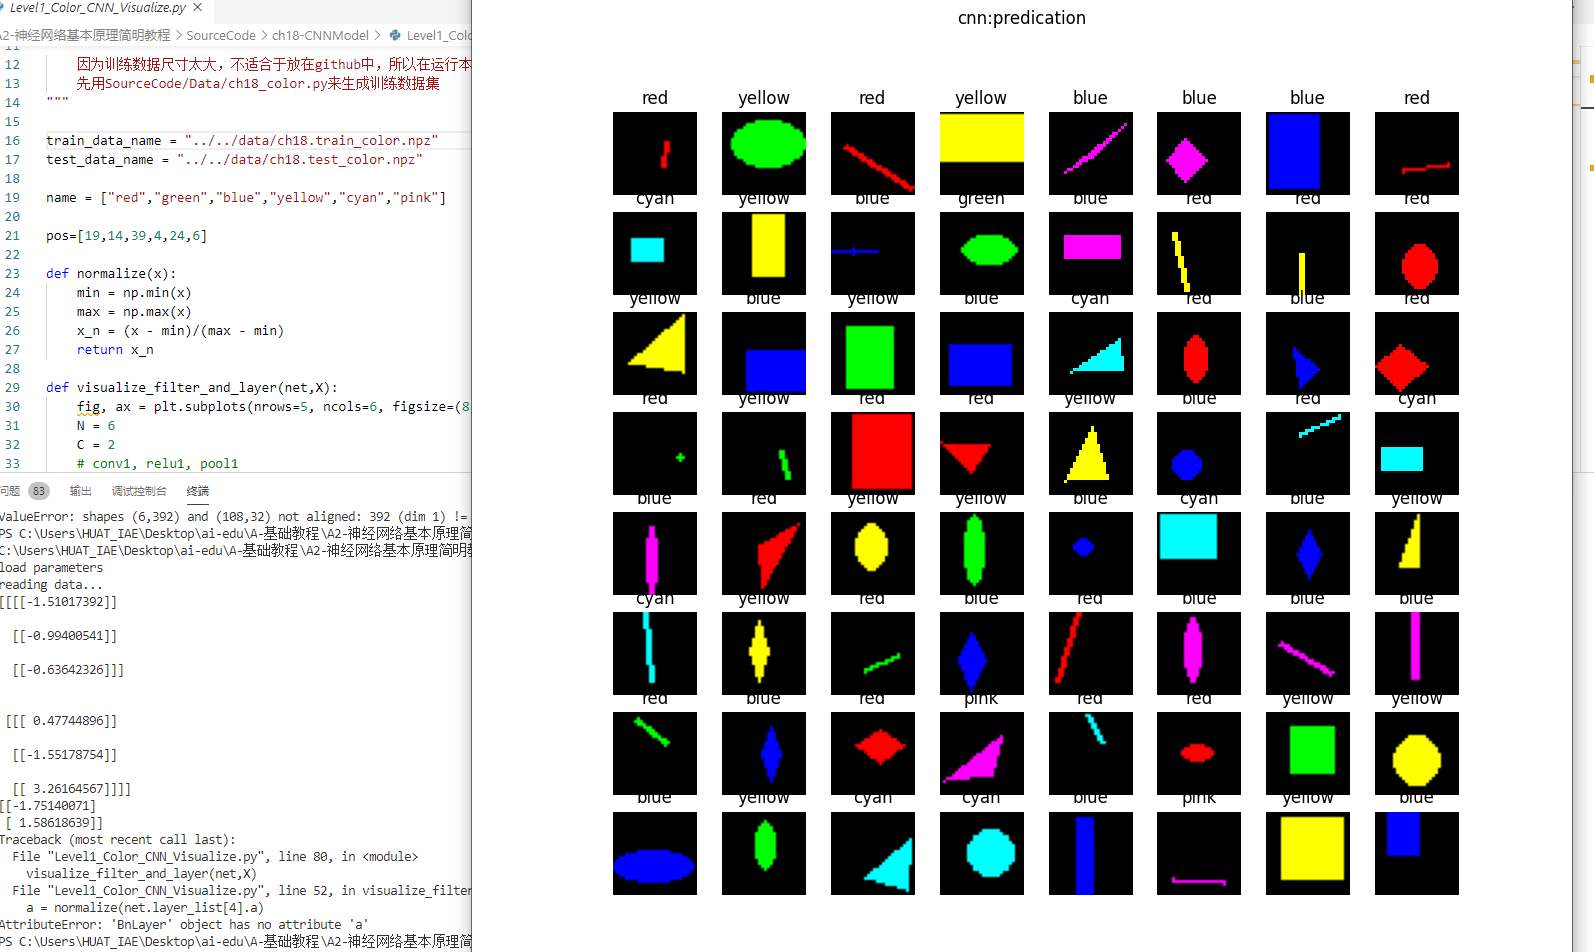 Level1_Color_CNN_Visualize.py
A2-神经网络基本原理简明教程 > SourceCode > ch18-CNNModel > Level1_Colo
11
12 因为训练数据尺寸太大，不适合于放在github中，所以在运行本
13 先用SourceCode/Data/ch18_color.py来生成训练数据集
14 """
15
16 train_data_name = "../../data/ch18.train_color.npz"
17 test_data_name = "../../data/ch18.test_color.npz"
18
19 name = ["red","green","blue","yellow","cyan","pink"]
20
21 pos=[19,14,39,4,24,6]
22
23 def normalize(x):
24 min = np.min(x)
25 max = np.max(x)
26 x_n = (x - min)/(max - min)
27 return x_n
28
29 def visualize_filter_and_layer(net,X):
30 fig, ax = plt.subplots(nrows=5, ncols=6, figsize=(8
31 N = 6
32 C = 2
33 # conv1, relu1, pool1
问题 83 输出 调试控制台 终端
ValueError: shapes (6,392) and (108,32) not aligned: 392 (dim 1) !=
PS C:\Users\HUAT_IAE\Desktop\ai-edu\A-基础教程\A2-神经网络基本原理简
C:\Users\HUAT_IAE\Desktop\ai-edu\A-基础教程\A2-神经网络基本原理简明教
load parameters
reading data...
[[[[-1.51017392]]
[[-0.99400541]]
[[-0.63642326]]]
[[[ 0.47744896]]
[[-1.55178754]]
[[ 3.26164567]]]]
[[-1.75140071]
[ 1.58618639]]
Traceback (most recent call last):
File "Level1_Color_CNN_Visualize.py", line 80, in <module>
visualize_filter_and_layer(net,X)
File "Level1_Color_CNN_Visualize.py", line 52, in visualize_filter
a = normalize(net.layer_list[4].a)
AttributeError: 'BnLayer' object has no attribute 'a'
PS C:\Users\HUAT_IAE\Desktop\ai-edu\A-基础教程\A2-神经网络基本原理简
cnn:predication
red yellow red yellow blue blue blue red
cyan yellow blue green blue red red red
yellow blue yellow blue cyan red blue red
red yellow red red yellow blue red cyan
blue red yellow yellow blue cyan blue yellow
cyan yellow red blue red blue blue blue
red blue red pink red red yellow yellow
blue yellow cyan cyan blue pink yellow blue